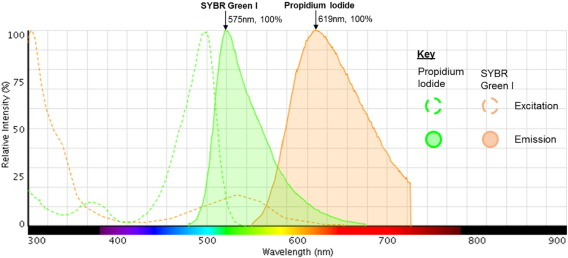 SYBR Green I
Propidium Iodide
575nm, 100%
619nm, 100%
Relative Intensity (%)
100
75
50
25
0
Key
Propidium
Iodide
SYBR
Green I
Excitation
Emission
300
400
500
600
700
800
900
Wavelength (nm)